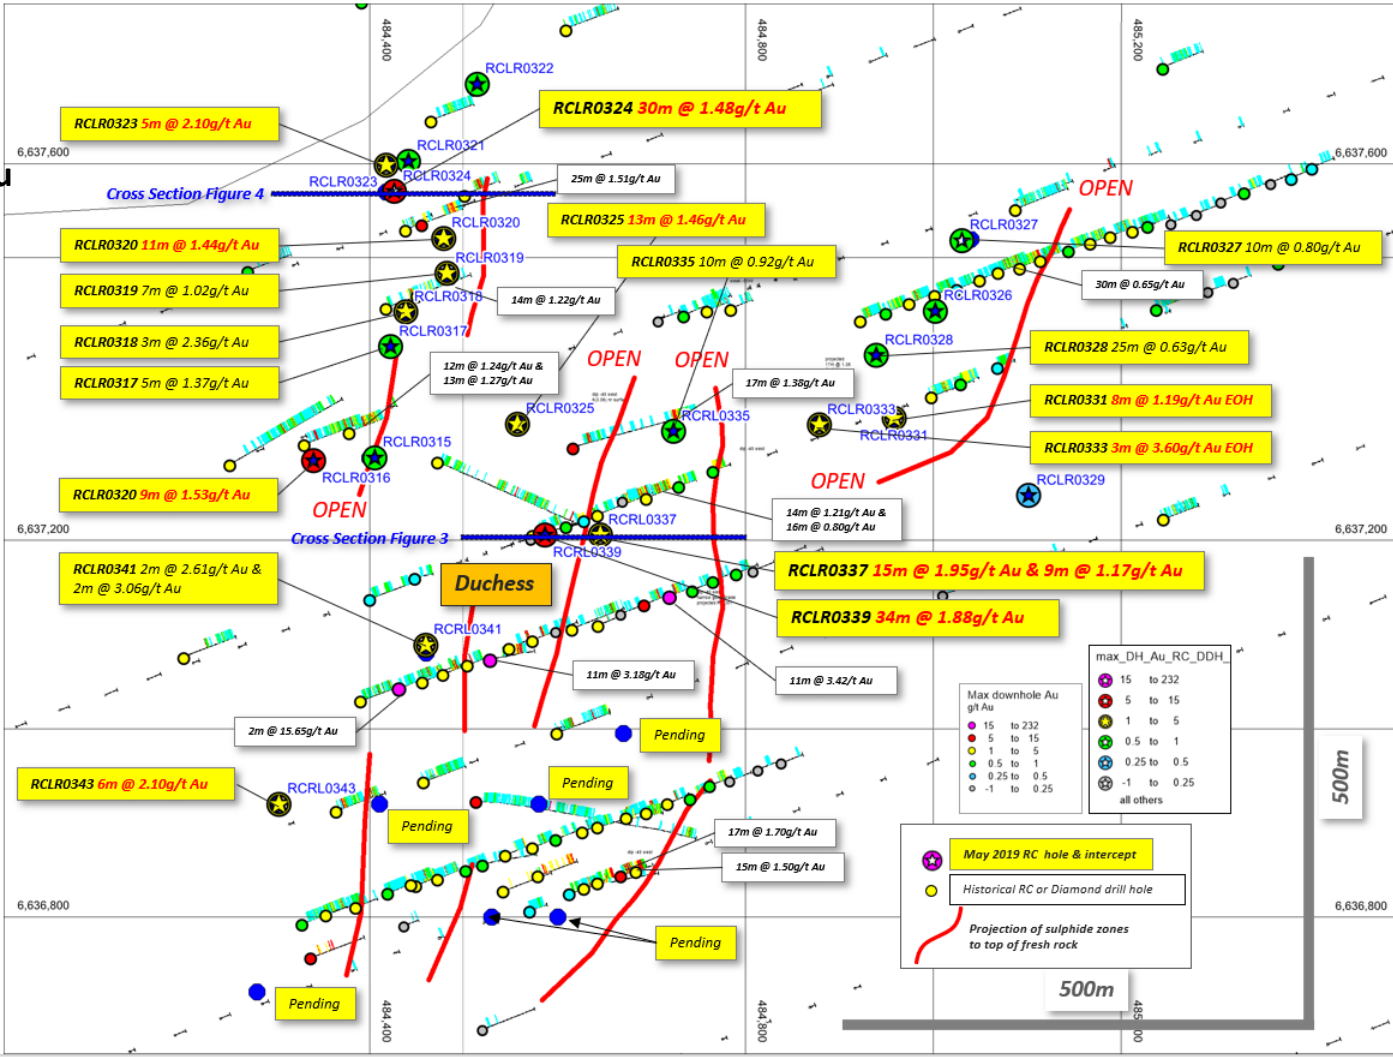 484,400
484,800
485,200
RCLR0322
RCLR0323 5m @ 2.10g/t Au
RCLR0324 30m @ 1.48g/t Au
6,637,600
6,637,600
RCLR0321
RCLR0324
RCLR0323
u
Cross Section Figure 4
25m @ 1.51g/t Au
OPEN
RCLR0320
RCLR0325 13m @ 1.46g/t Au
RCLR0327
RCLR0320 11m @ 1.44g/t Au
RCLR0327 10m @ 0.80g/t Au
RCLR0319
RCLR0335 10m @ 0.92g/t Au
RCLR0319 7m @ 1.02g/t Au
14m @ 1.22g/t Au
30m @ 0.65g/t Au
RCLR0318
RCLR0326
RCLR0318 3m @ 2.36g/t Au
RCLR0317
RCLR0328
RCLR0328 25m @ 0.63g/t Au
OPEN
OPEN
12m @ 1.24g/t Au &
13m @ 1.27g/t Au
RCLR0317 5m @ 1.37g/t Au
17m @ 1.38g/t Au
RCLR0331 8m @ 1.19g/t Au EOH
RCLR0325
RCRL0335
RCLR0333
RCLR0331
RCLR0333 3m @ 3.60g/t Au EOH
RCLR0315
RCLR0316
OPEN
RCLR0329
RCLR0320 9m @ 1.53g/t Au
OPEN
14m @ 1.21g/t Au &
16m @ 0.80g/t Au
RCRL0337
6,637,200
6,637,200
Cross Section Figure 3
RCRL0339
RCLR0341 2m @ 2.61g/t Au &
2m @ 3.06g/t Au
Duchess
RCLR0337 15m @ 1.95g/t Au & 9m @ 1.17g/t Au
RCLR0339 34m @ 1.88g/t Au
RCRL0341
11m @ 3.18g/t Au
11m @ 3.42/t Au
2m @ 15.65g/t Au
Pending
max_DH_Au_RC_DDH_
15 to 232
5 to 15
1 to 5
0.5 to 1
0.25 to 0.5
-1 to 0.25
all others
Max downhole Au
g/t Au
15 to 232
5 to 15
1 to 5
0.5 to 1
0.25 to 0.5
-1 to 0.25
500m
RCLR0343 6m @ 2.10g/t Au
RCRL0343
Pending
Pending
17m @ 1.70g/t Au
15m @ 1.50g/t Au
May 2019 RC hole & intercept
Historical RC or Diamond drill hole
Projection of sulphide zones
to top of fresh rock
6,636,800
6,636,800
Pending
Pending
500m
484,400
484,800